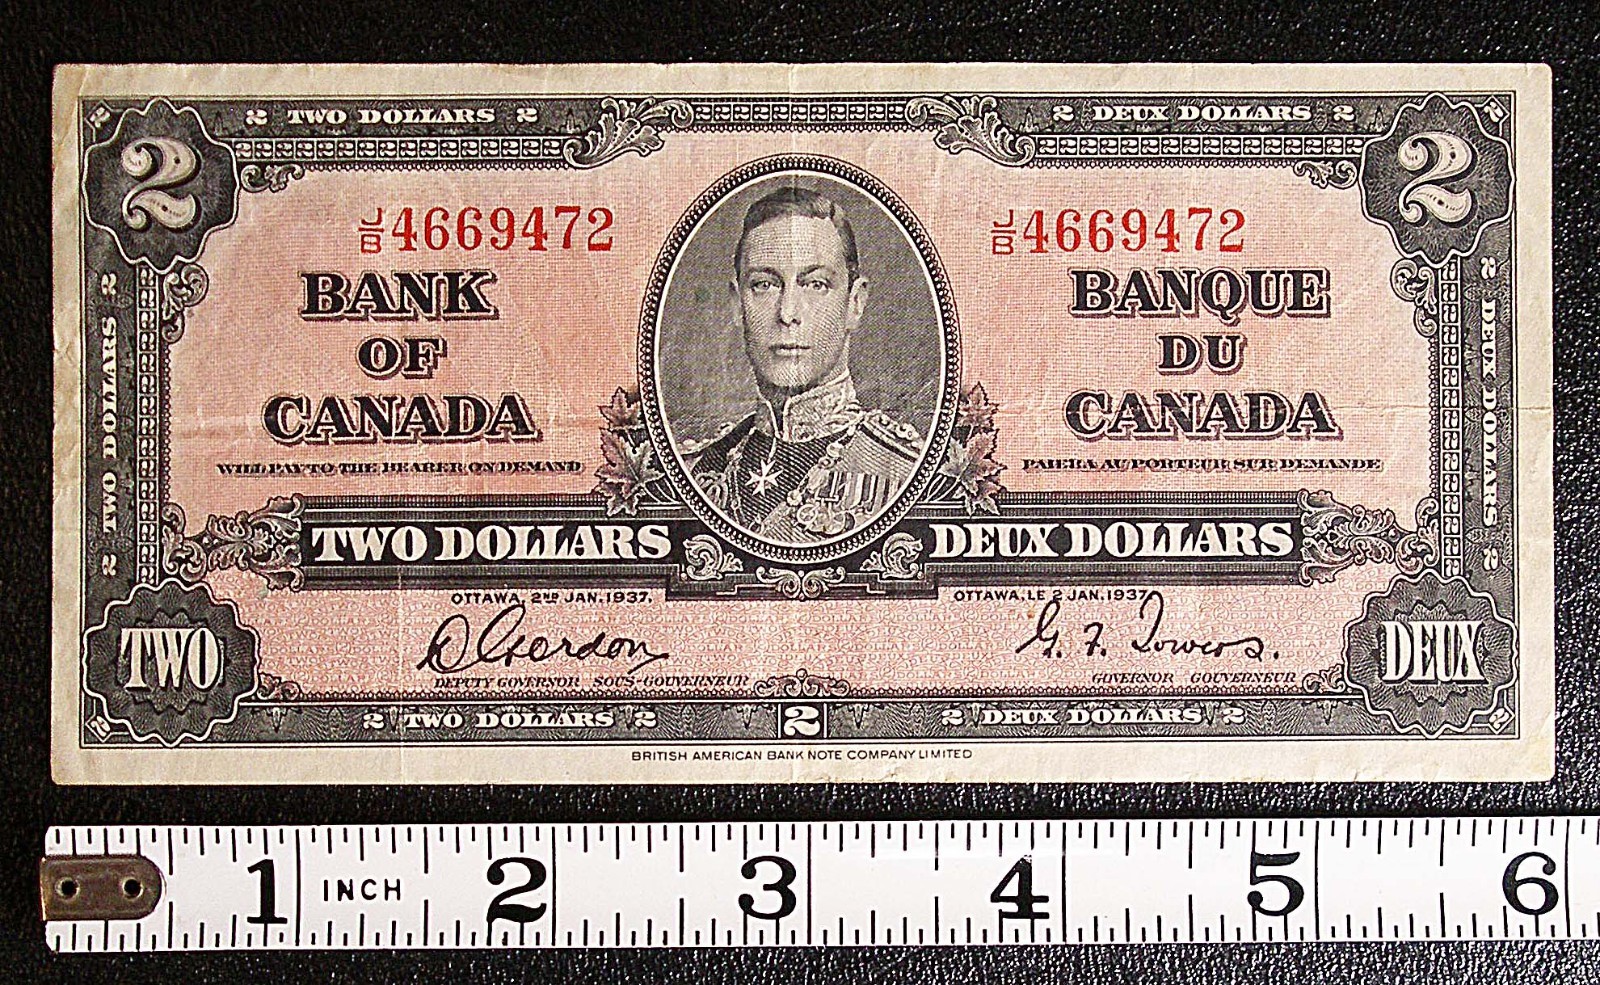 2 TWO DOLLARS 2
2 DEUX DOLLARS 2
2
2
J/B 4669472
J/B 4669472
BANK
OF
CANADA
BANQUE
DU
CANADA
WILL PAY TO THE BEARER ON DEMAND
PAIERA AU PORTEUR SUR DEMANDE
2 TWO DOLLARS 2
2 DEUX DOLLARS 2
TWO DOLLARS
DEUX DOLLARS
OTTAWA, 2ND JAN. 1937.
OTTAWA, LE 2 JAN. 1937.
D Gordon
G. F. Towers.
DEPUTY GOVERNOR SOUS-GOUVERNEUR
GOVERNOR GOUVERNEUR
TWO
DEUX
2 TWO DOLLARS 2
2
2 DEUX DOLLARS 2
BRITISH AMERICAN BANK NOTE COMPANY LIMITED
1 INCH 2 3 4 5 6